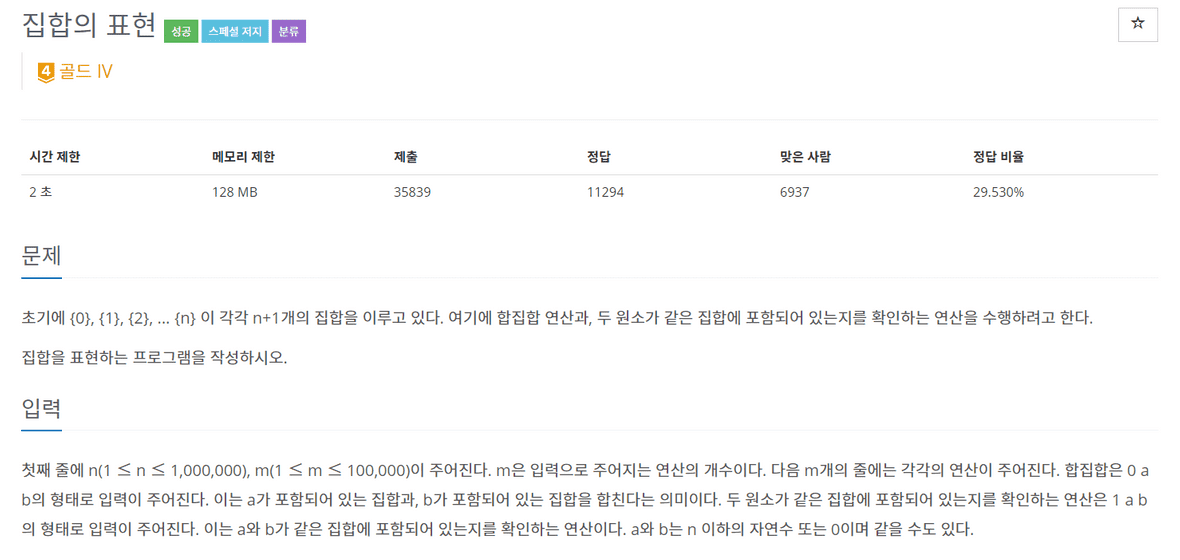 집합의 표현 성공 스페셜 저지 분류
☆
4 골드 IV
시간 제한 메모리 제한 제출 정답 맞은 사람 정답 비율
2 초 128 MB 35839 11294 6937 29.530%
문제
초기에 {0}, {1}, {2}, ... {n} 이 각각 n+1개의 집합을 이루고 있다. 여기에 합집합 연산과, 두 원소가 같은 집합에 포함되어 있는지를 확인하는 연산을 수행하려고 한다.
집합을 표현하는 프로그램을 작성하시오.
입력
첫째 줄에 n(1 ≤ n ≤ 1,000,000), m(1 ≤ m ≤ 100,000)이 주어진다. m은 입력으로 주어지는 연산의 개수이다. 다음 m개의 줄에는 각각의 연산이 주어진다. 합집합은 0 a
b의 형태로 입력이 주어진다. 이는 a가 포함되어 있는 집합과, b가 포함되어 있는 집합을 합친다는 의미이다. 두 원소가 같은 집합에 포함되어 있는지를 확인하는 연산은 1 a b
의 형태로 입력이 주어진다. 이는 a와 b가 같은 집합에 포함되어 있는지를 확인하는 연산이다. a와 b는 n 이하의 자연수 또는 0이며 같을 수도 있다.